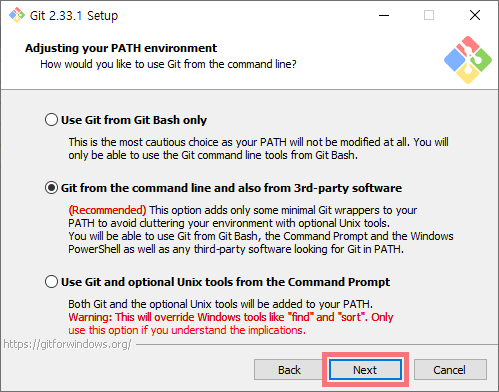 Git 2.33.1 Setup
Adjusting your PATH environment
How would you like to use Git from the command line?
Use Git from Git Bash only
This is the most cautious choice as your PATH will not be modified at all. You will
only be able to use the Git command line tools from Git Bash.
Git from the command line and also from 3rd-party software
(Recommended) This option adds only some minimal Git wrappers to your
PATH to avoid cluttering your environment with optional Unix tools.
You will be able to use Git from Git Bash, the Command Prompt and the Windows
PowerShell as well as any third-party software looking for Git in PATH.
Use Git and optional Unix tools from the Command Prompt
Both Git and the optional Unix tools will be added to your PATH.
Warning: This will override Windows tools like "find" and "sort". Only
use this option if you understand the implications.
https://gitforwindows.org/
Back
Next
Cancel